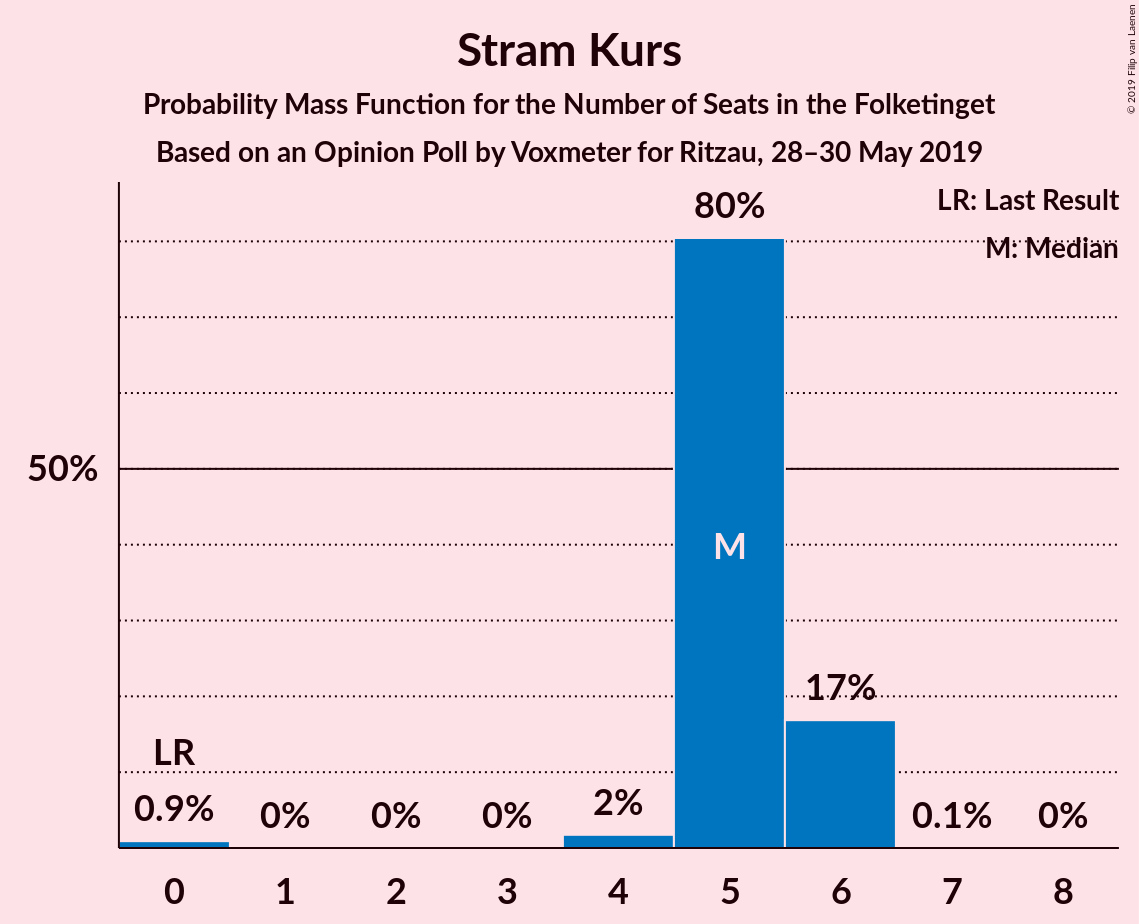 Stram Kurs
Probability Mass Function for the Number of Seats in the Folketinget
Based on an Opinion Poll by Voxmeter for Ritzau, 28–30 May 2019
© 2019 Filip van Laenen
LR: Last Result
M: Median
80%
50%
M
17%
LR
0.9%
0%
0%
0%
2%
0.1%
0%
0
1
2
3
4
5
6
7
8